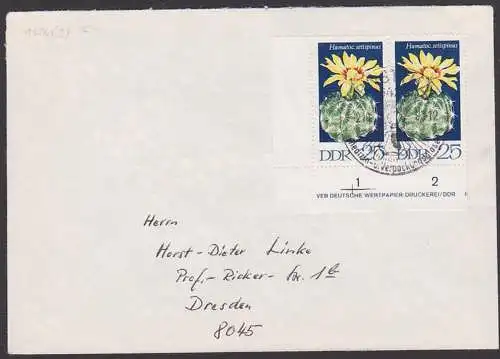 Hamatoc. setispinus Hamatoc. setispinus
DDR 25 DDR 25
1 2
VEB DEUTSCHE WERTPAPIER-DRUCKEREI/DDR
Herrn
Horst-Dieter Linke
Prof.-Ricker-Str. 1b
Dresden
8045